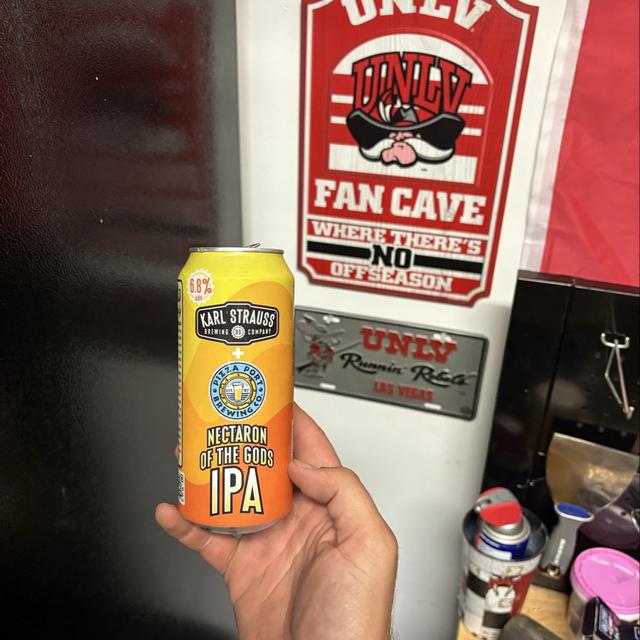 UNLV
UNLV
FAN CAVE
WHERE THERE'S
NO
OFFSEASON
UNLV
Runnin' Rebels
LAS VEGAS
6.8%
ABV
KARL STRAUSS
BREWING COMPANY
+
PIZZA PORT
BREWING CO.
NECTARON
OF THE GODS
IPA